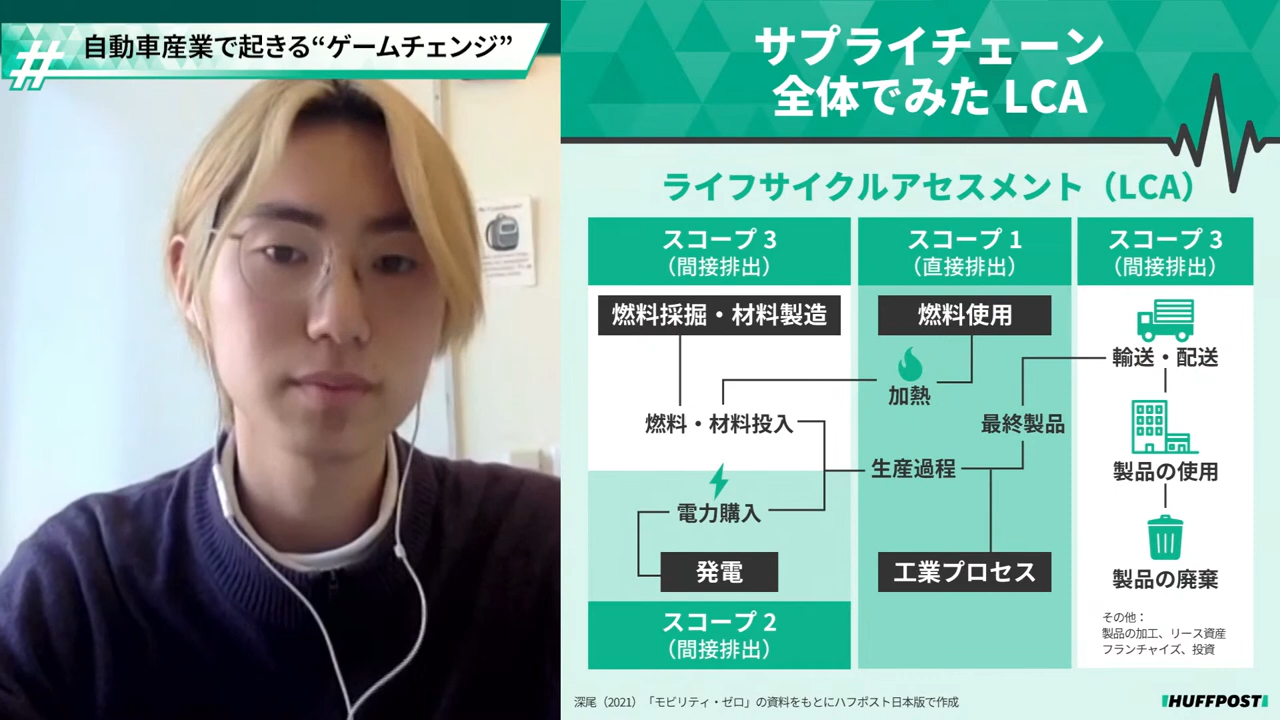 # 自動車産業で起きる“ゲームチェンジ”
サプライチェーン
全体でみた LCA
ライフサイクルアセスメント（LCA）
スコープ 3
（間接排出）
スコープ 1
（直接排出）
スコープ 3
（間接排出）
燃料採掘・材料製造
燃料使用
輸送・配送
加熱
燃料・材料投入
最終製品
生産過程
製品の使用
電力購入
発電
工業プロセス
製品の廃棄
その他：
製品の加工、リース資産
フランチャイズ、投資
スコープ 2
（間接排出）
深尾（2021）「モビリティ・ゼロ」の資料をもとにハフポスト日本版で作成
HUFFPOST